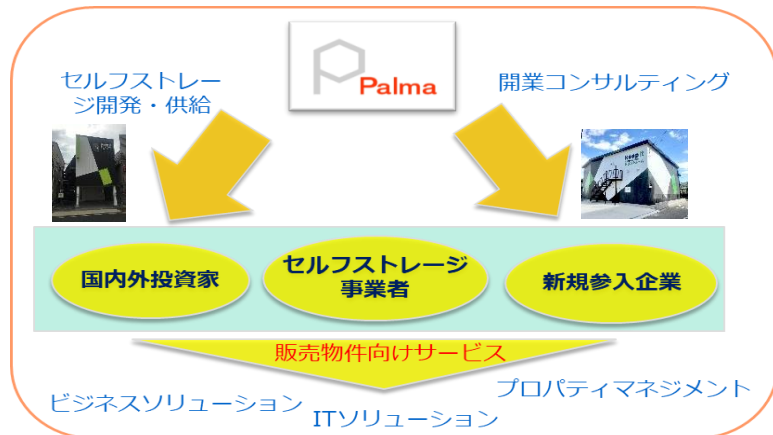 Palma
セルフストレー
ジ開発・供給
開業コンサルティング
国内外投資家
セルフストレージ
事業者
新規参入企業
販売物件向けサービス
ビジネスソリューション
ITソリューション
プロパティマネジメント